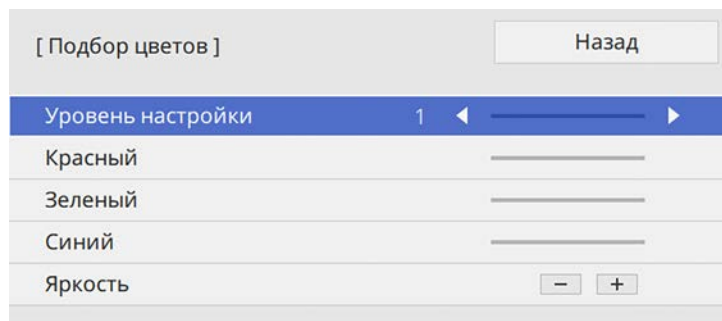 [ Подбор цветов ]
Назад
Уровень настройки 1
Красный
Зеленый
Синий
Яркость − +